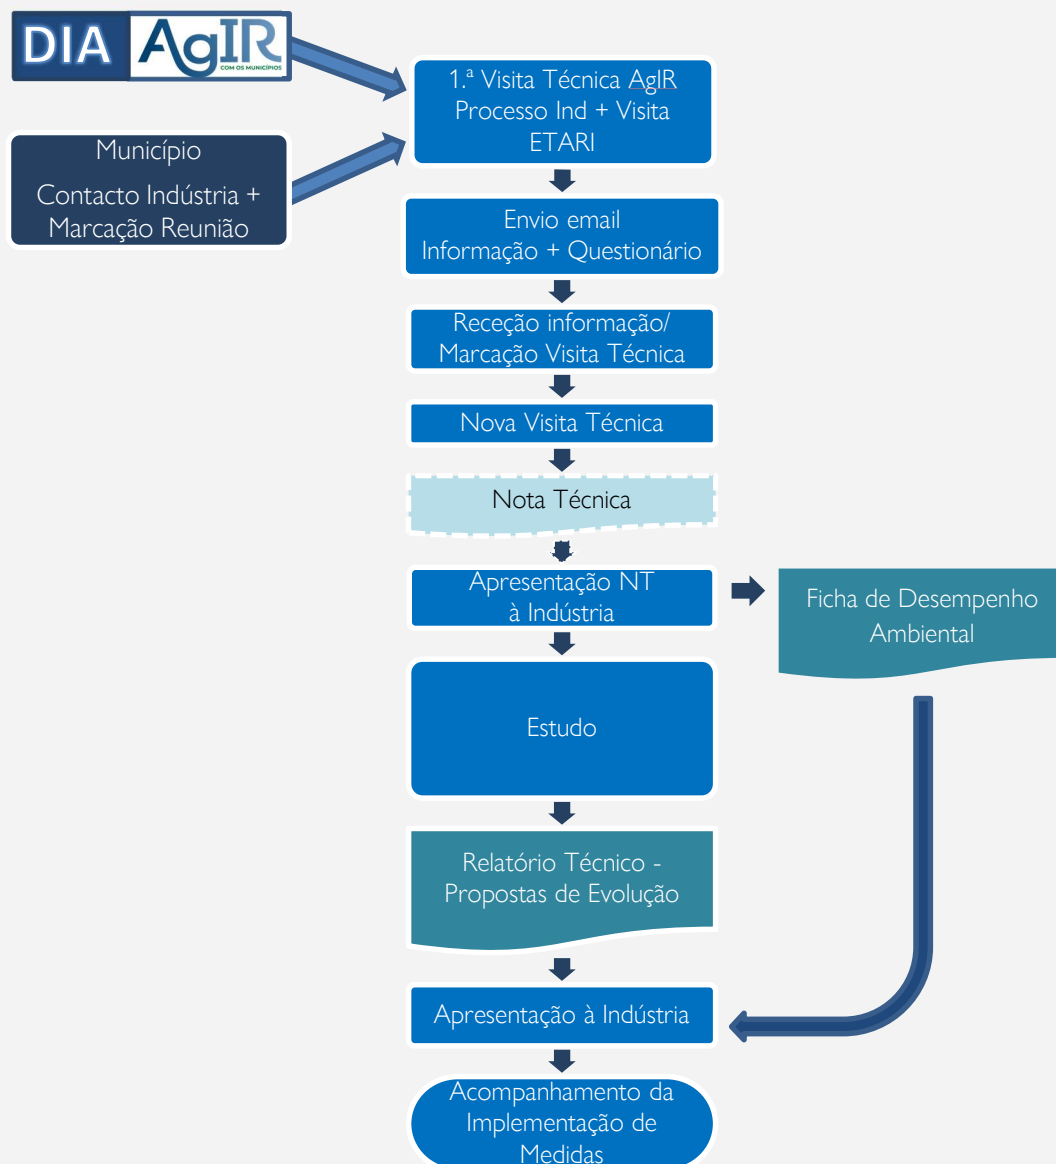 DIA AgIR
COM OS MUNICÍPIOS
1.ª Visita Técnica AgIR
Processo Ind + Visita
ETARI
Município
Contacto Indústria +
Marcação Reunião
Envio email
Informação + Questionário
Receção informação/
Marcação Visita Técnica
Nova Visita Técnica
Nota Técnica
Apresentação NT
à Indústria
Ficha de Desempenho
Ambiental
Estudo
Relatório Técnico -
Propostas de Evolução
Apresentação à Indústria
Acompanhamento da
Implementação de
Medidas